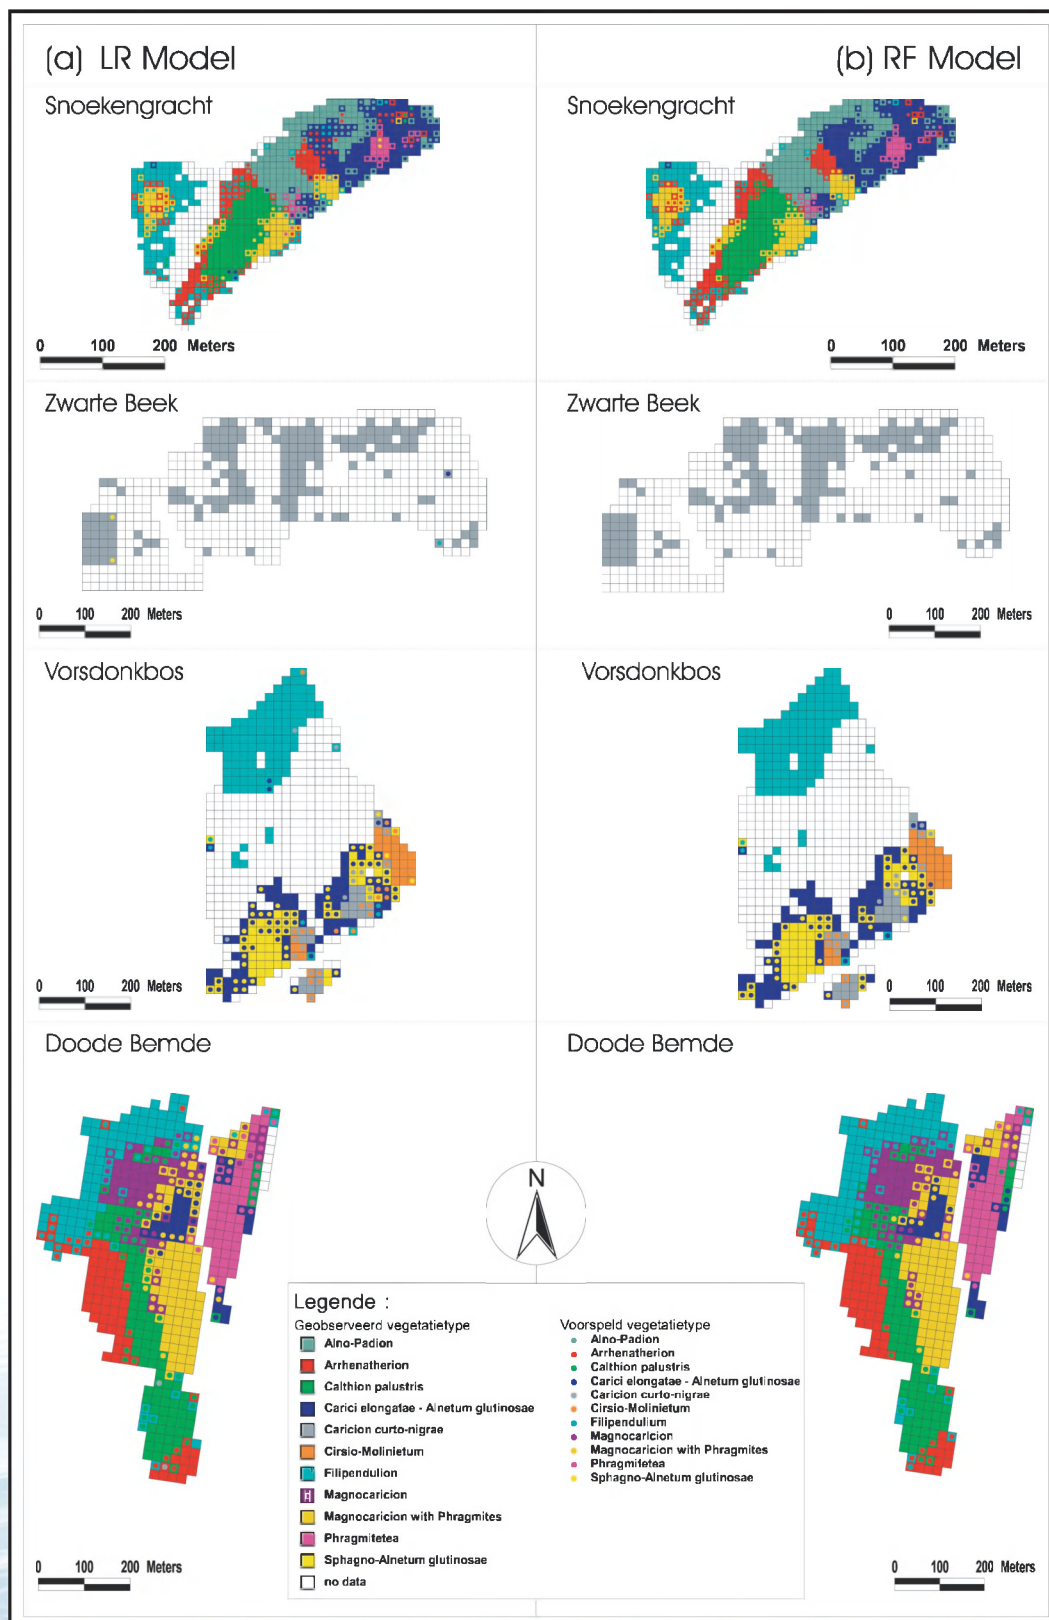 (a) LR Model
(b) RF Model
Snoekengracht
Snoekengracht
0 100 200 Meters
0 100 200 Meters
Zwarte Beek
Zwarte Beek
0 100 200 Meters
0 100 200 Meters
Vorsdonkbos
Vorsdonkbos
0 100 200 Meters
0 100 200 Meters
Doode Bemde
Doode Bemde
N
Legende :
Geobserveerd vegetatietype
Alno-Padion
Arrhenatherion
Calthion palustris
Carici elongatae - Alnetum glutinosae
Caricion curto-nigrae
Cirsio-Molinietum
Filipendulion
Magnocaricion
Magnocaricion with Phragmites
Phragmitetea
Sphagno-Alnetum glutinosae
no data
Voorspeld vegetatietype
Alno-Padion
Arrhenatherion
Calthion palustris
Carici elongatae - Alnetum glutinosae
Caricion curto-nigrae
Cirsio-Molinietum
Filipendulium
Magnocaricion
Magnocaricion with Phragmites
Phragmitetea
Sphagno-Alnetum glutinosae
0 100 200 Meters
0 100 200 Meters